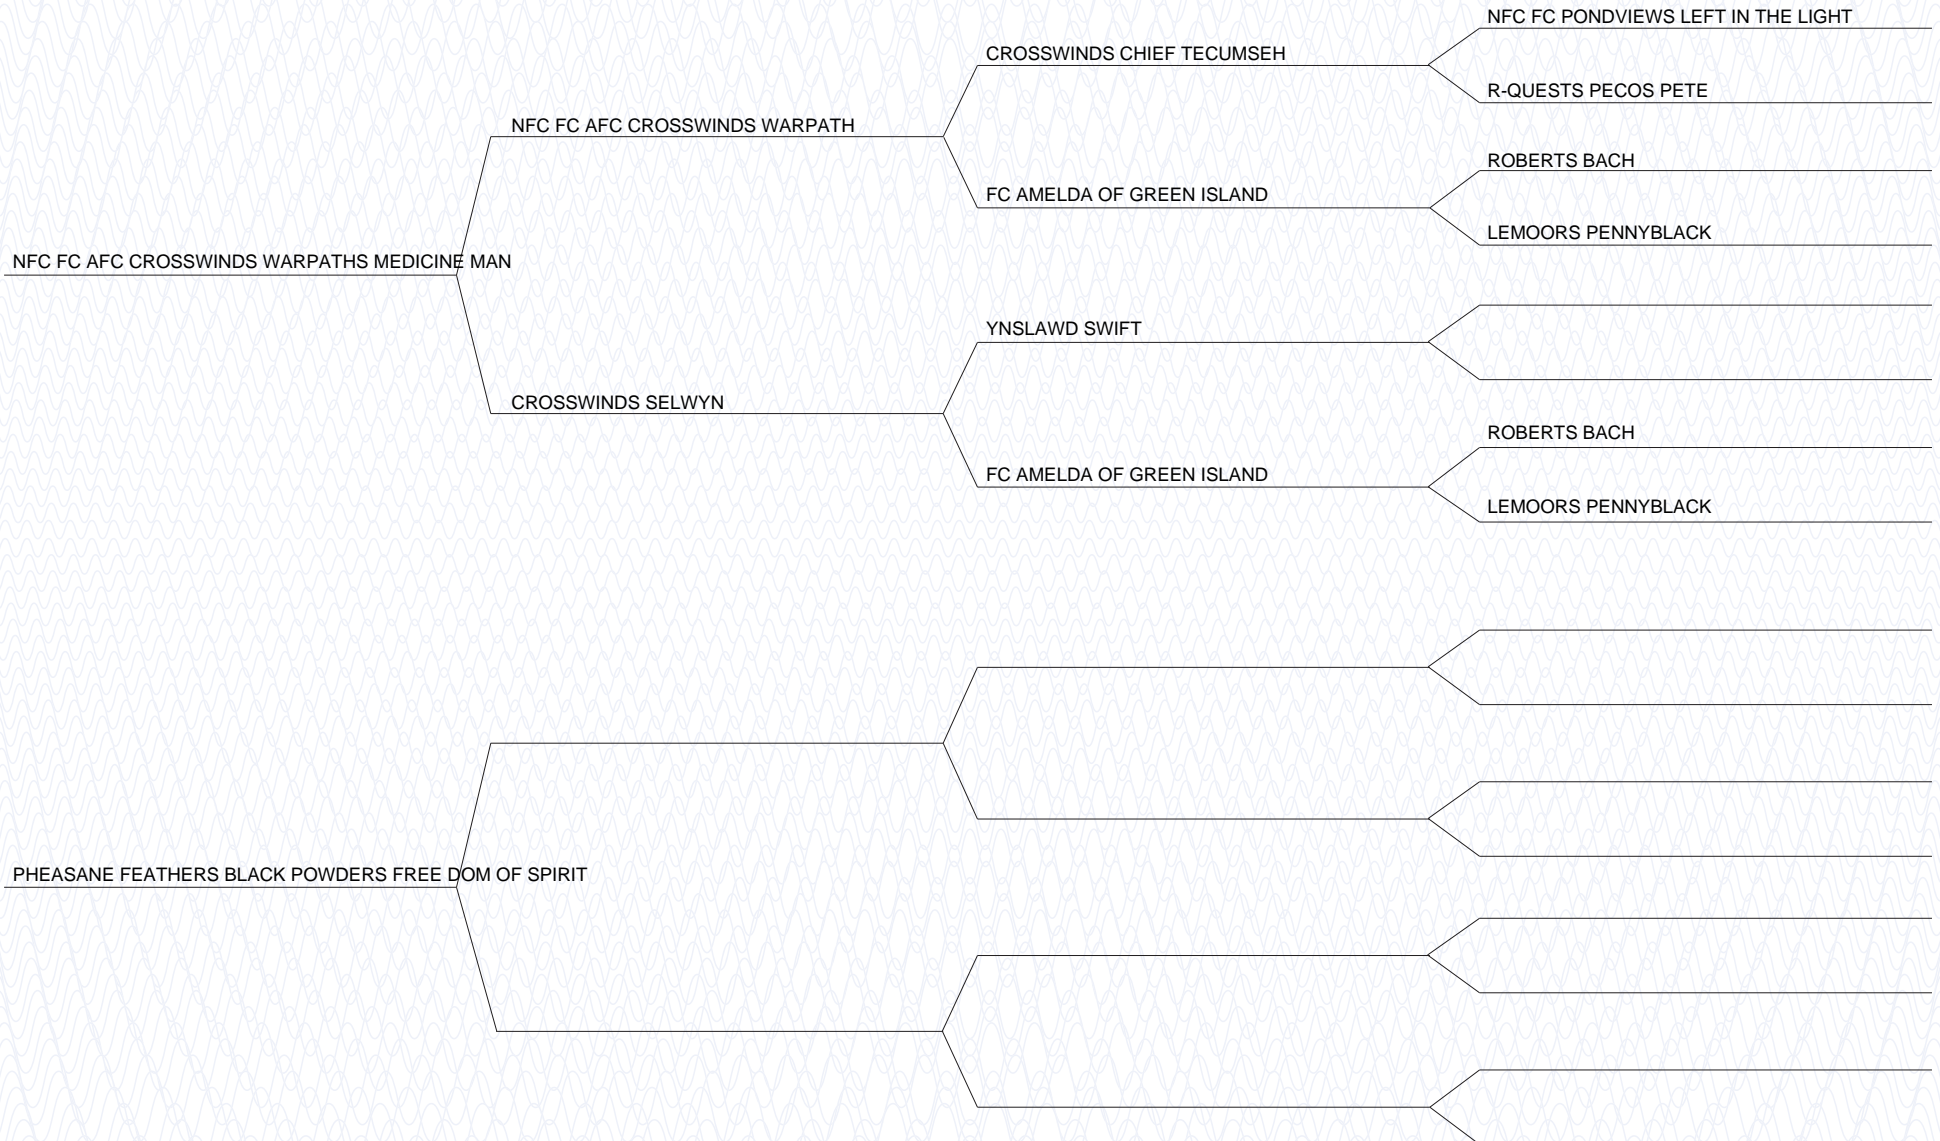 NFC FC PONDVIEWS LEFT IN THE LIGHT
CROSSWINDS CHIEF TECUMSEH
R-QUESTS PECOS PETE
NFC FC AFC CROSSWINDS WARPATH
ROBERTS BACH
FC AMELDA OF GREEN ISLAND
LEMOORS PENNYBLACK
NFC FC AFC CROSSWINDS WARPATHS MEDICINE MAN
YNSLAWD SWIFT
CROSSWINDS SELWYN
ROBERTS BACH
FC AMELDA OF GREEN ISLAND
LEMOORS PENNYBLACK
PHEASANE FEATHERS BLACK POWDERS FREE DOM OF SPIRIT